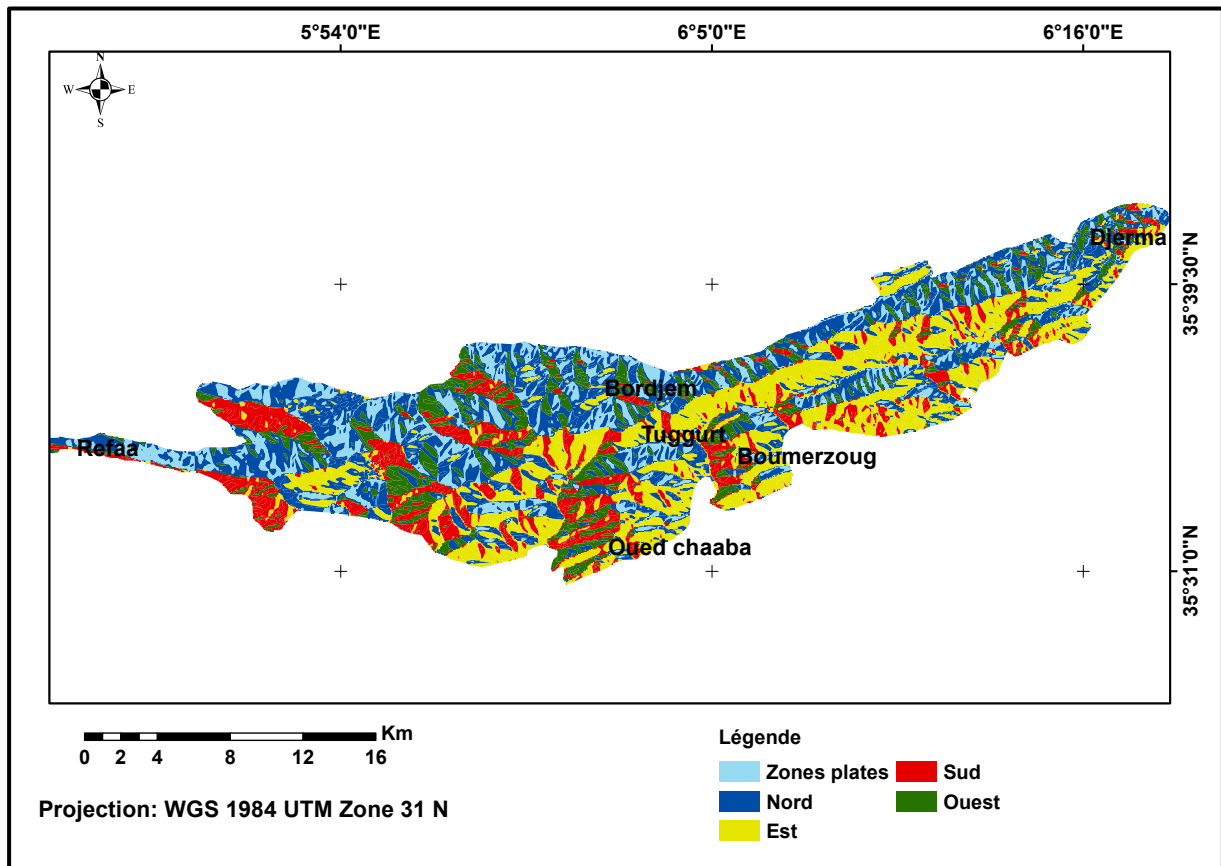 5°54'0"E 6°5'0"E 6°16'0"E
N
W E
S
Djerma
35°39'30"N
Bordjem
Tuggurt
Refaa
Boumerzoug
Oued chaaba
35°31'0"N
Km
0 2 4 8 12 16
Projection: WGS 1984 UTM Zone 31 N
Légende
Zones plates Sud
Nord Ouest
Est